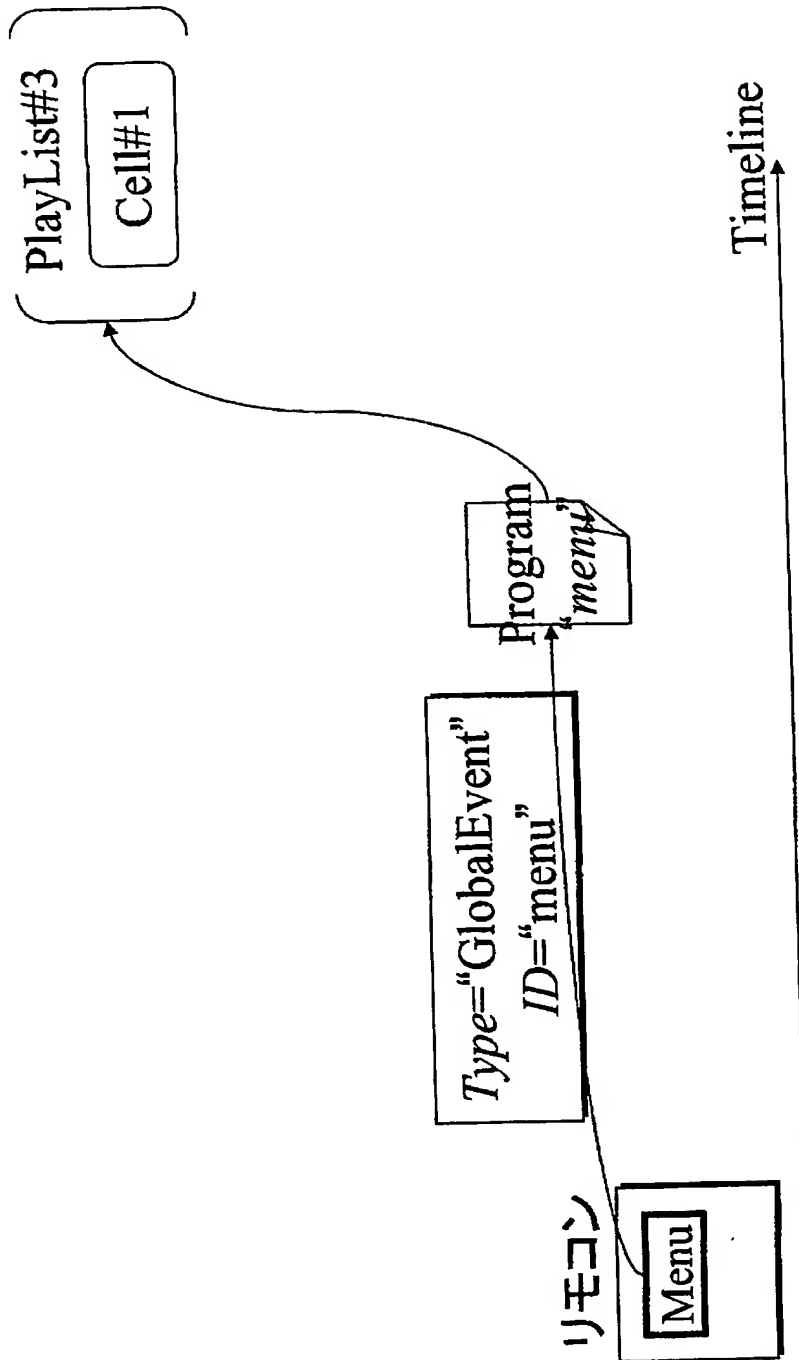 リモコン
Menu
Type=“GlobalEvent”
ID=“menu”
Program
“menu”
PlayList#3
Cell#1
Timeline